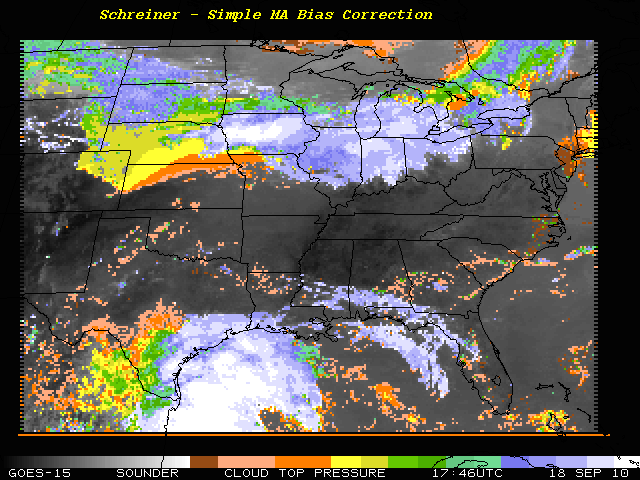 Schreiner - Simple MA Bias Correction
GOES-15 SOUNDER CLOUD TOP PRESSURE 17:46UTC 18 SEP 10